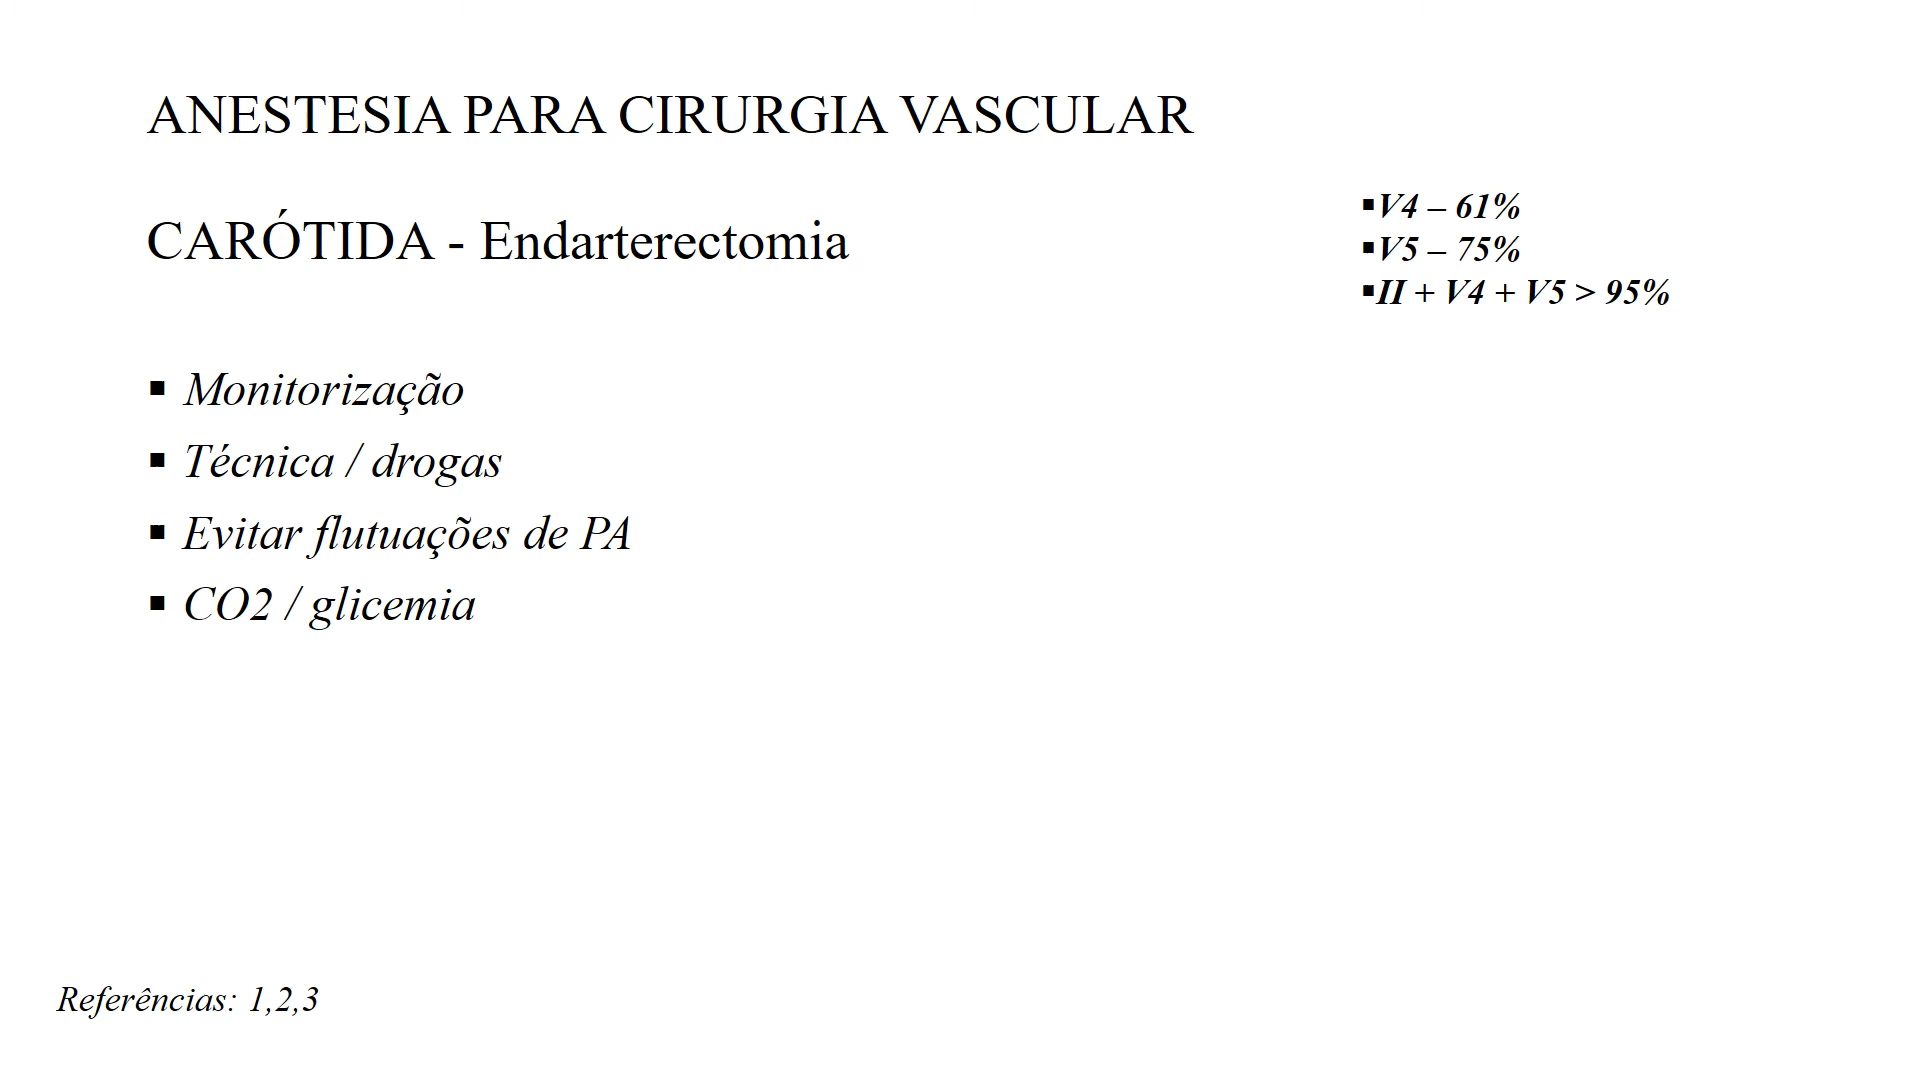 ANESTESIA PARA CIRURGIA VASCULAR
CARÓTIDA - Endarterectomia
▪V4 – 61%
▪V5 – 75%
▪II + V4 + V5 > 95%
▪ Monitorização
▪ Técnica / drogas
▪ Evitar flutuações de PA
▪ CO2 / glicemia
Referências: 1,2,3